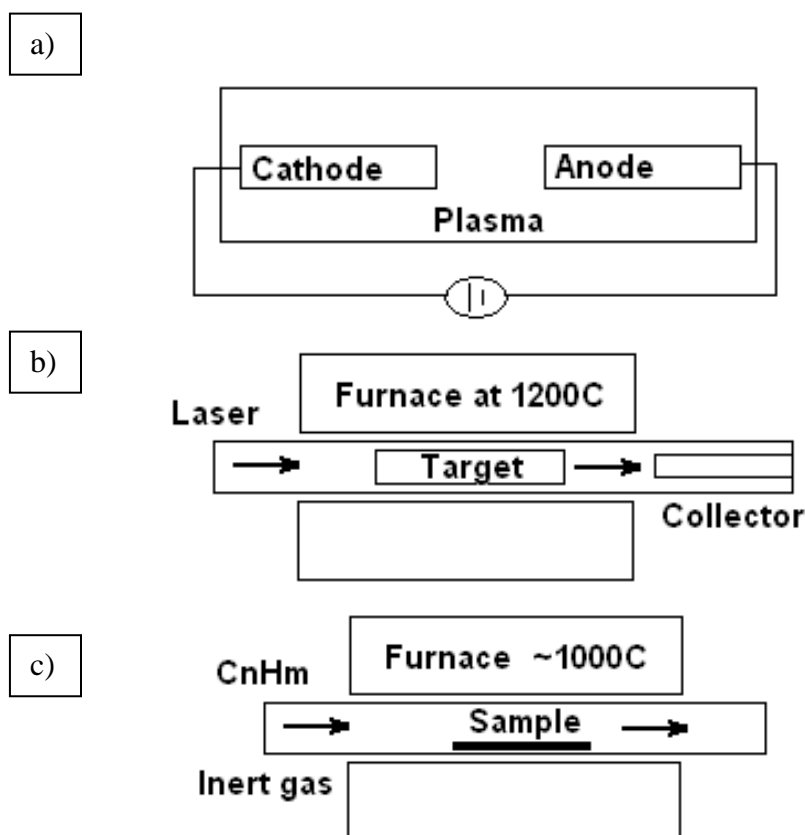 a)
Cathode
Anode
Plasma
b)
Furnace at 1200C
Laser
Target
Collector
c)
Furnace ~1000C
CnHm
Sample
Inert gas